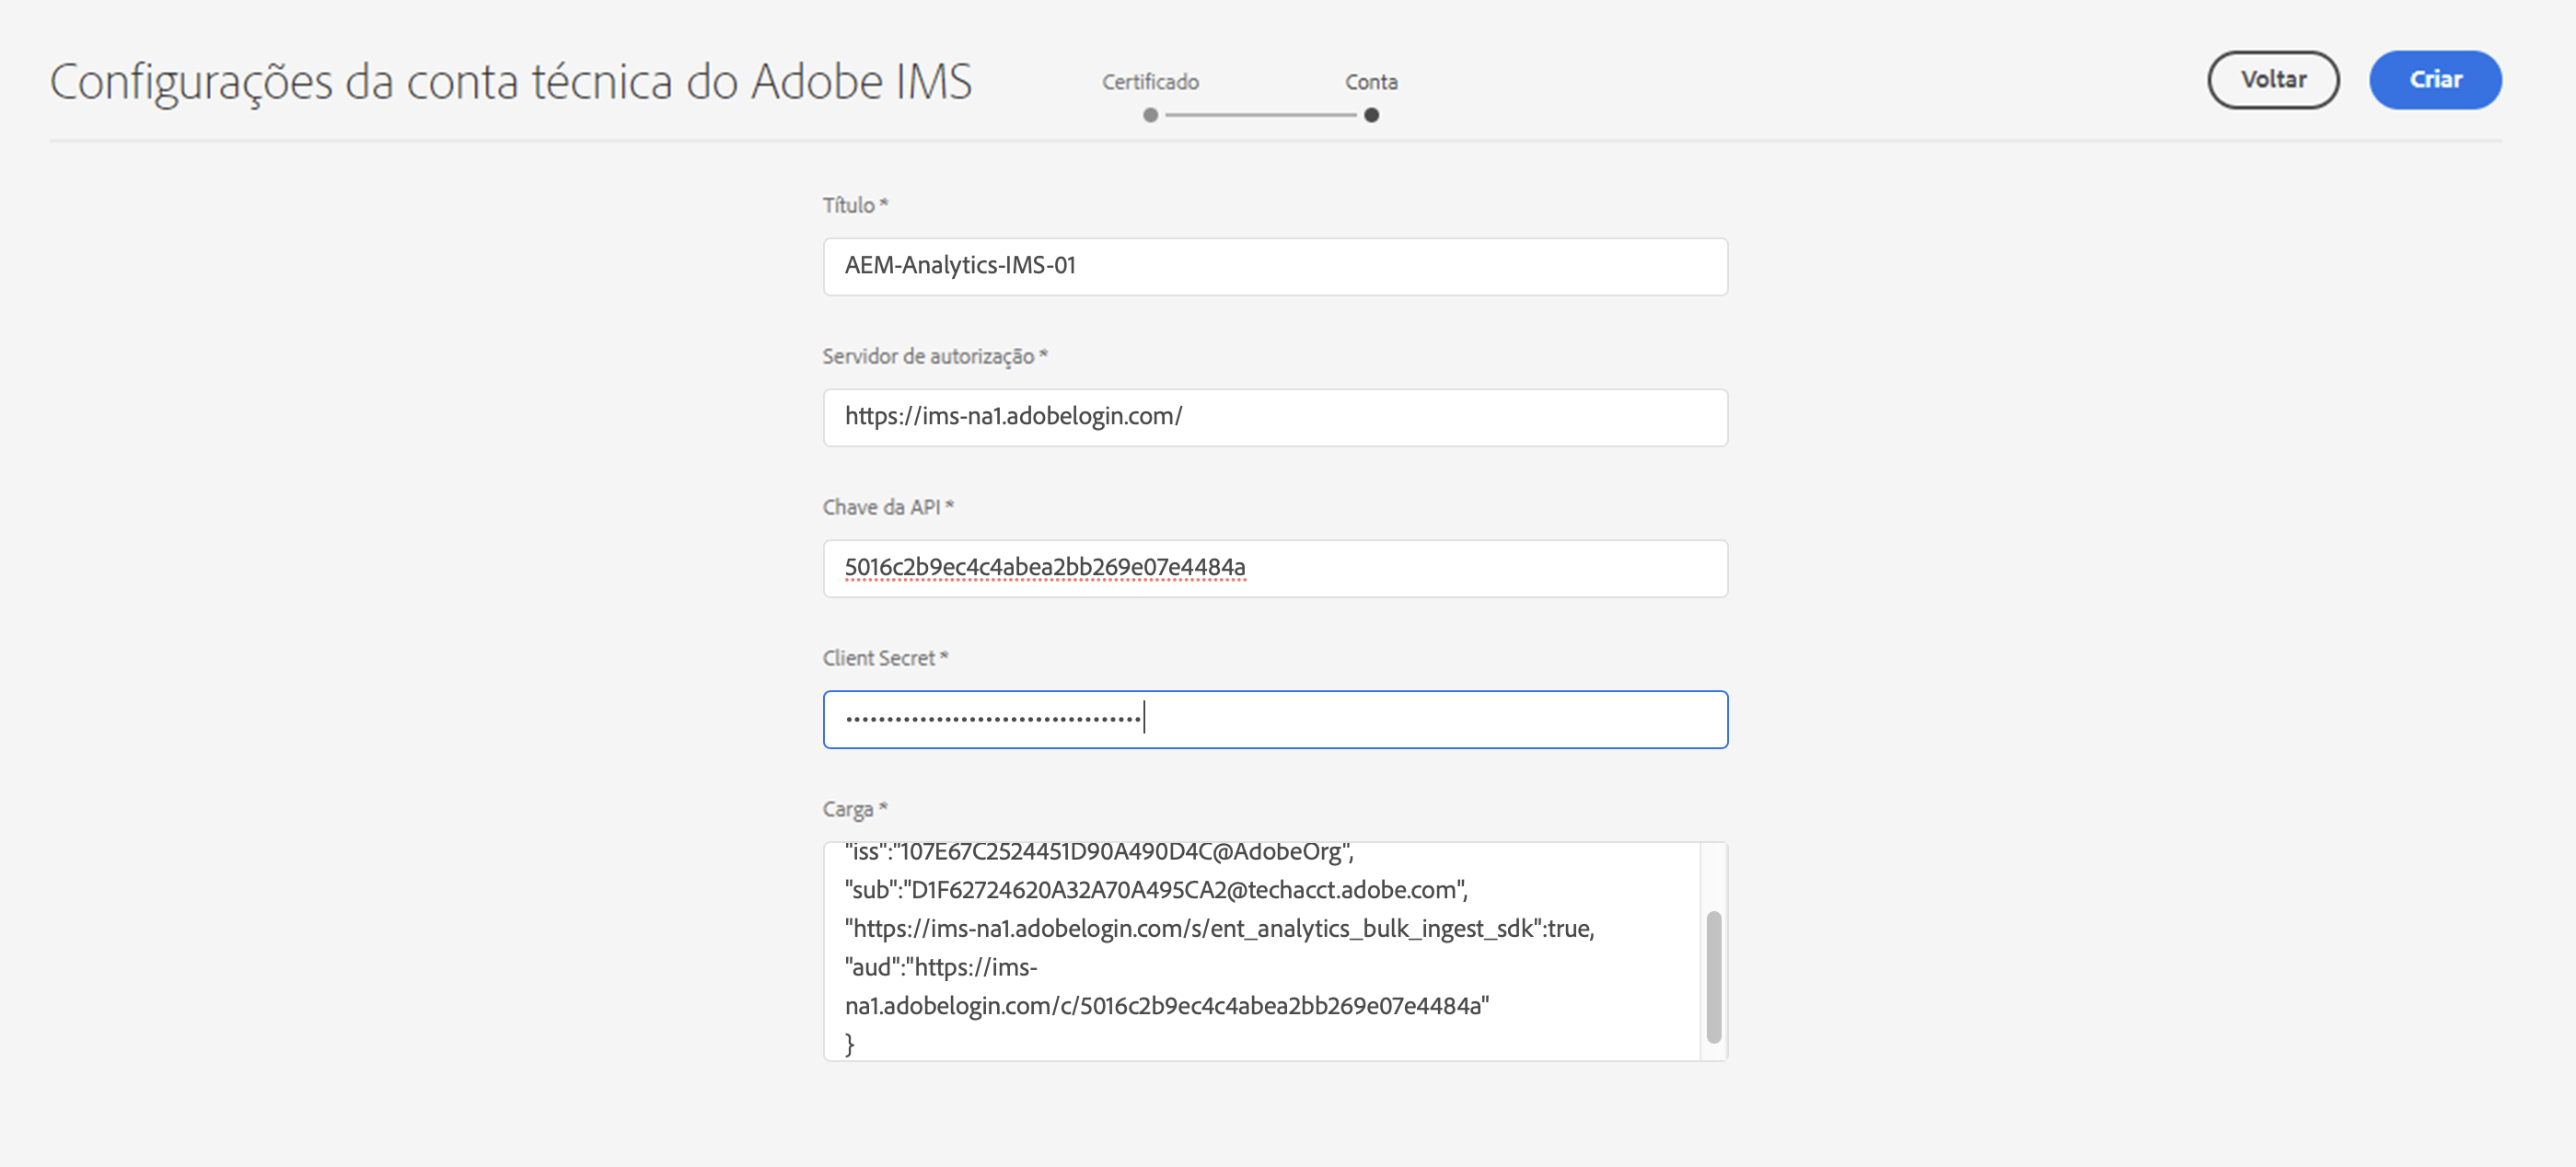 Configurações da conta técnica do Adobe IMS
Certificado
Conta
Voltar
Criar
Título *
AEM-Analytics-IMS-01
Servidor de autorização *
https://ims-na1.adobelogin.com/
Chave da API *
5016c2b9ec4c4abea2bb269e07e4484a
Client Secret *
••••••••••••••••••••••••••••••••••••
Carga *
"iss":"107E67C2524451D90A490D4C@AdobeOrg",
"sub":"D1F62724620A32A70A495CA2@techacct.adobe.com",
"https://ims-na1.adobelogin.com/s/ent_analytics_bulk_ingest_sdk":true,
"aud":"https://ims-
na1.adobelogin.com/c/5016c2b9ec4c4abea2bb269e07e4484a"
}